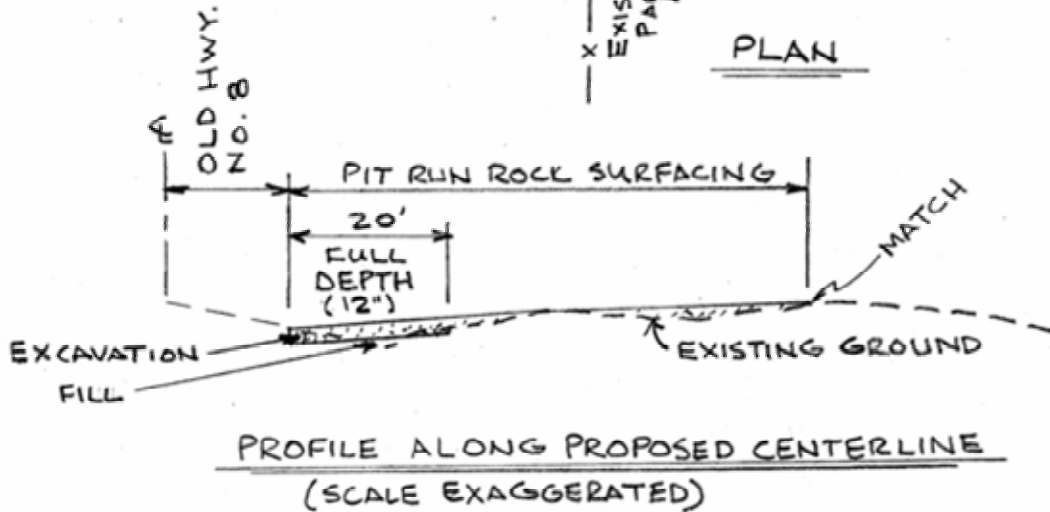 PLAN
OLD HWY.
NO. 8
PIT RUN ROCK SURFACING
20'
FULL
DEPTH
(12")
MATCH
EXCAVATION
FILL
EXISTING GROUND
PROFILE ALONG PROPOSED CENTERLINE
(SCALE EXAGGERATED)